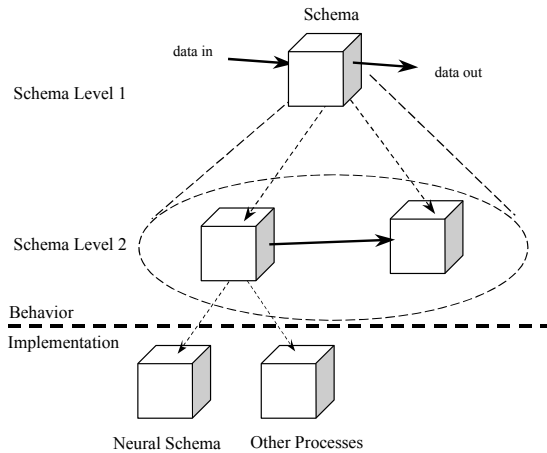 Schema
data in
data out
Schema Level 1
Schema Level 2
Behavior
Implementation
Neural Schema
Other Processes